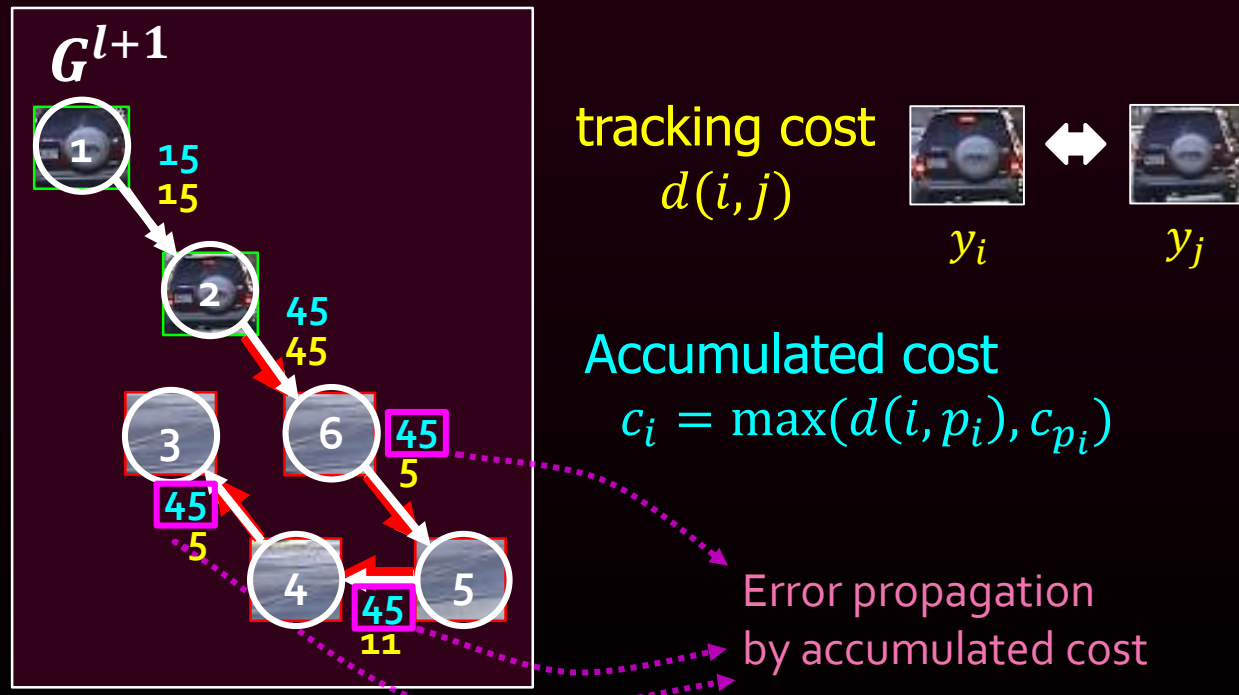 G^{l+1}
1
15
15
2
45
45
3
6
45
5
45
5
4
5
45
11
tracking cost
d(i, j)
y_i
y_j
Accumulated cost
c_i = max(d(i, p_i), c_{p_i})
Error propagation
by accumulated cost